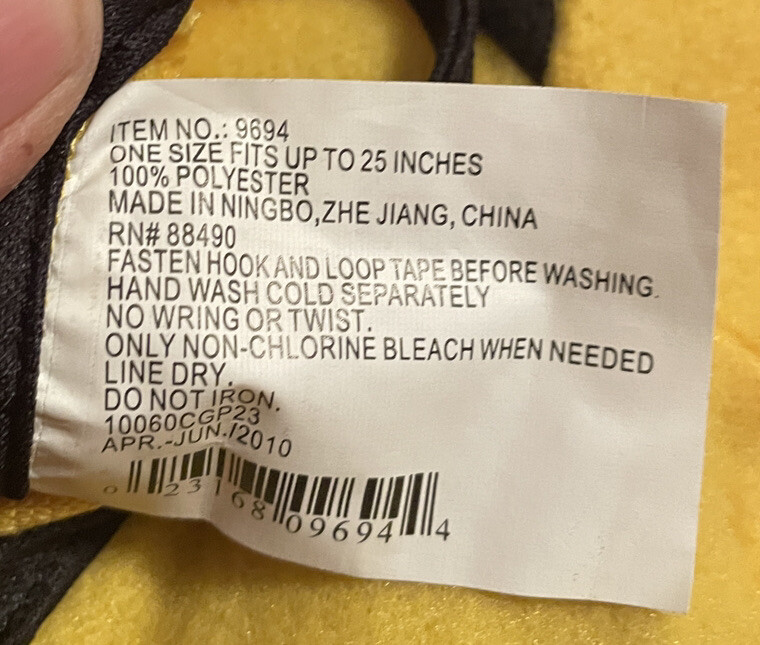 ITEM NO.: 9694
ONE SIZE FITS UP TO 25 INCHES
100% POLYESTER
MADE IN NINGBO,ZHE JIANG, CHINA
RN# 88490
FASTEN HOOK AND LOOP TAPE BEFORE WASHING.
HAND WASH COLD SEPARATELY
NO WRING OR TWIST.
ONLY NON-CHLORINE BLEACH WHEN NEEDED
LINE DRY.
DO NOT IRON.
10060CGP23
APR.-JUN./2010
0 23168 09694 4